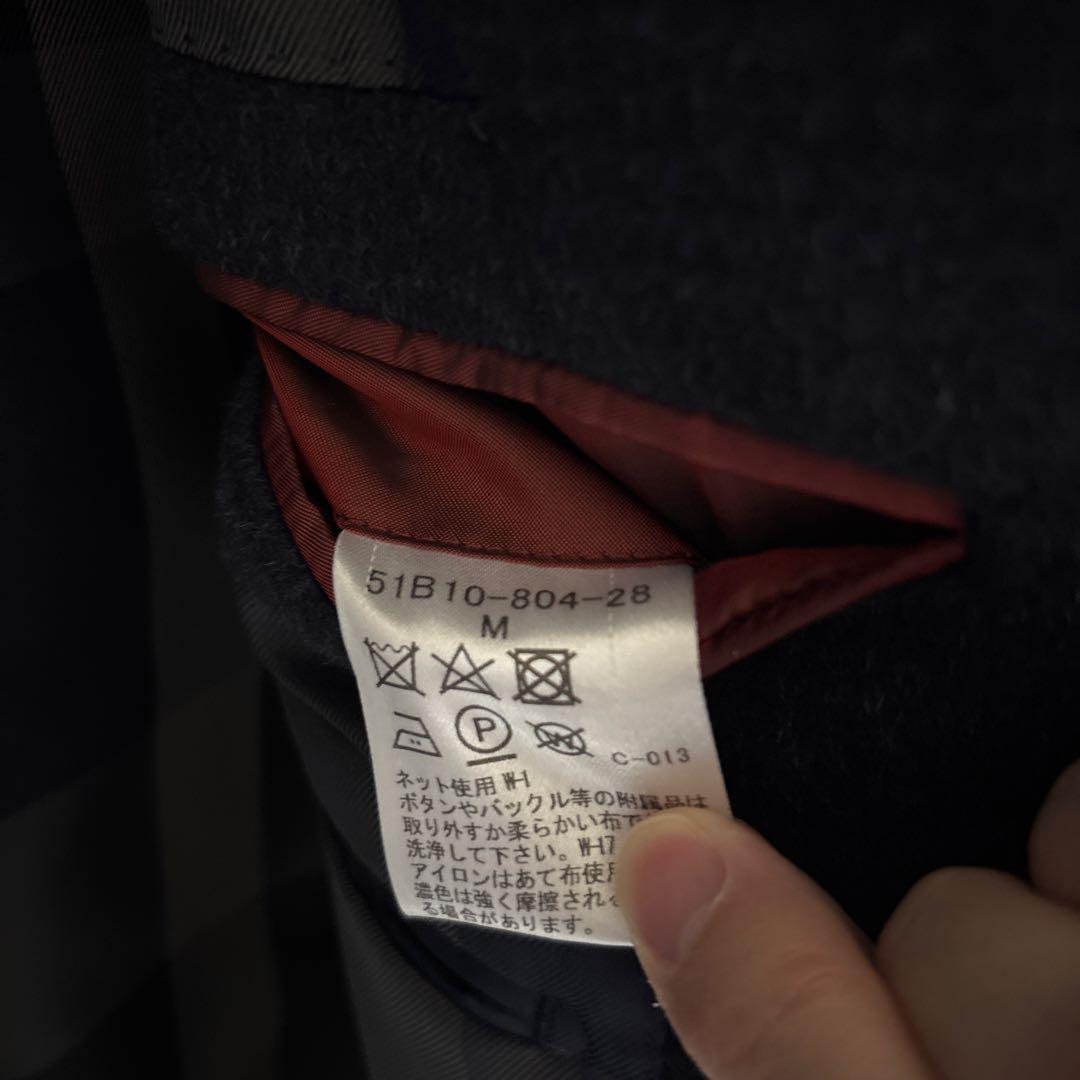 51B10-804-28
M
P
W
C-013
ネット使用 W-1
ボタンやバックル等の附属品は
取り外すか柔らかい布で
洗浄して下さい。W-17
アイロンはあて布使用
濃色は強く摩擦され
る場合があります。